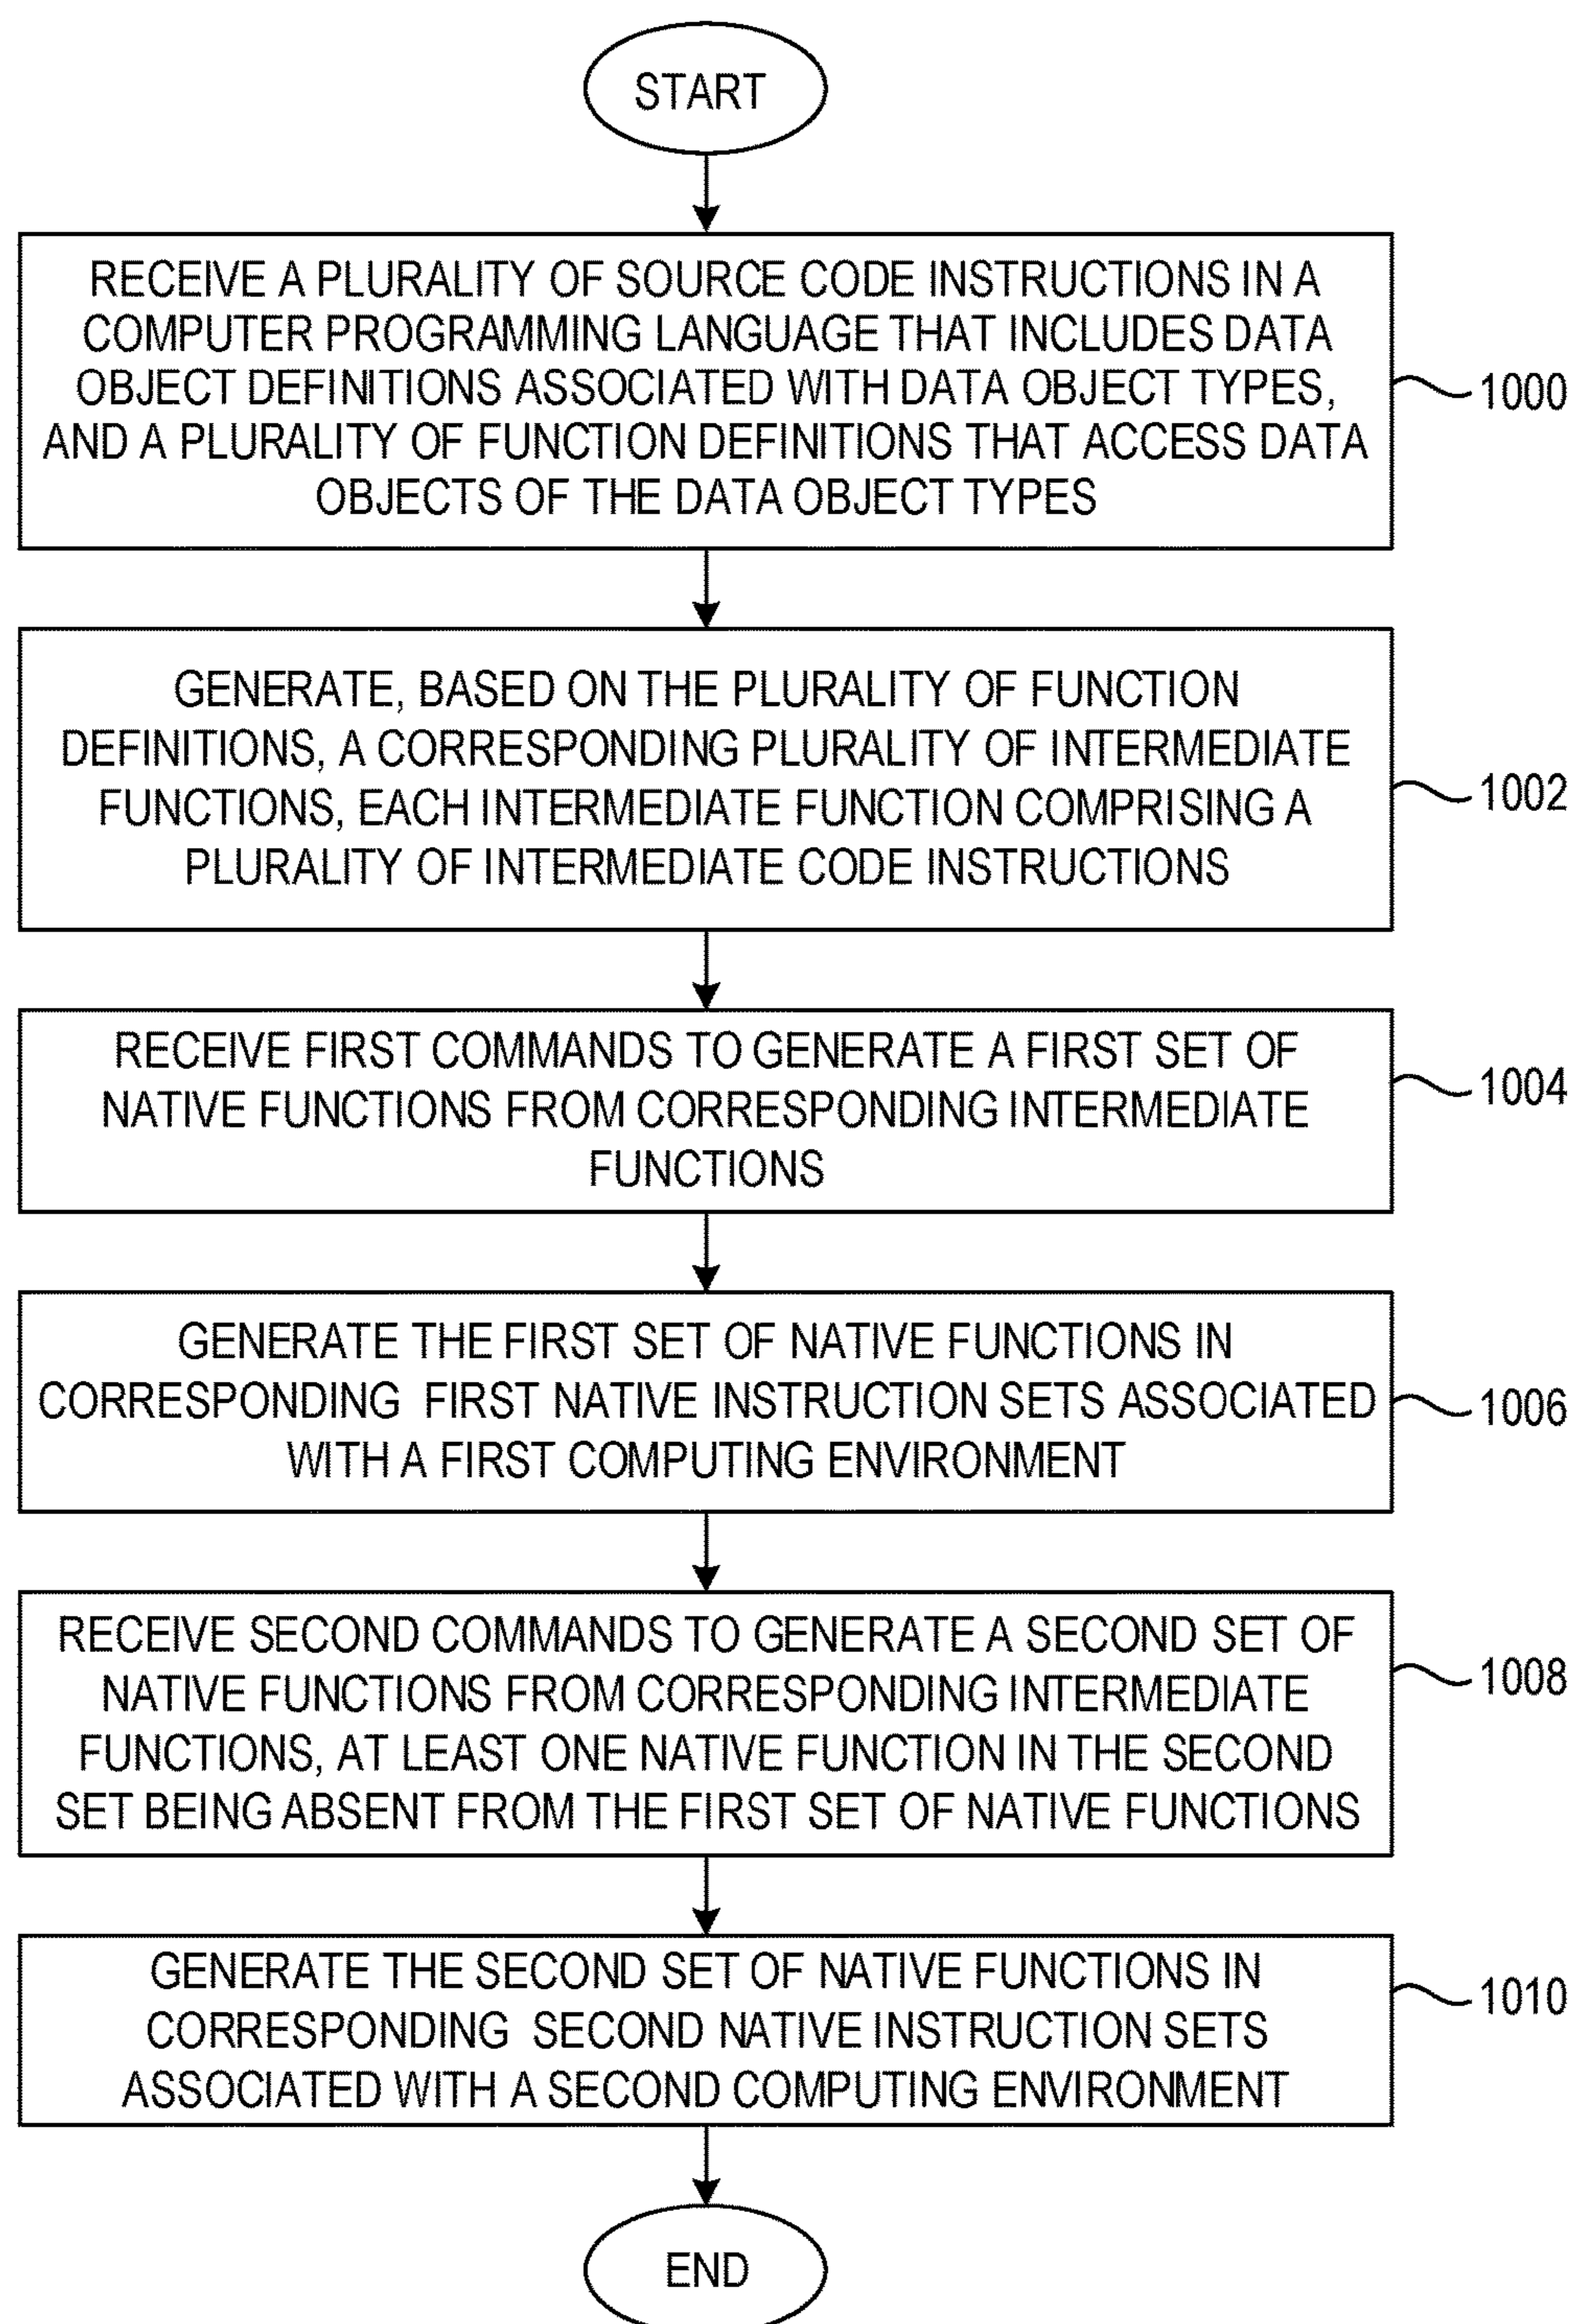 START
RECEIVE A PLURALITY OF SOURCE CODE INSTRUCTIONS IN A
COMPUTER PROGRAMMING LANGUAGE THAT INCLUDES DATA
OBJECT DEFINITIONS ASSOCIATED WITH DATA OBJECT TYPES,
AND A PLURALITY OF FUNCTION DEFINITIONS THAT ACCESS DATA
OBJECTS OF THE DATA OBJECT TYPES
1000
GENERATE, BASED ON THE PLURALITY OF FUNCTION
DEFINITIONS, A CORRESPONDING PLURALITY OF INTERMEDIATE
FUNCTIONS, EACH INTERMEDIATE FUNCTION COMPRISING A
PLURALITY OF INTERMEDIATE CODE INSTRUCTIONS
1002
RECEIVE FIRST COMMANDS TO GENERATE A FIRST SET OF
NATIVE FUNCTIONS FROM CORRESPONDING INTERMEDIATE
FUNCTIONS
1004
GENERATE THE FIRST SET OF NATIVE FUNCTIONS IN
CORRESPONDING FIRST NATIVE INSTRUCTION SETS ASSOCIATED
WITH A FIRST COMPUTING ENVIRONMENT
1006
RECEIVE SECOND COMMANDS TO GENERATE A SECOND SET OF
NATIVE FUNCTIONS FROM CORRESPONDING INTERMEDIATE
FUNCTIONS, AT LEAST ONE NATIVE FUNCTION IN THE SECOND
SET BEING ABSENT FROM THE FIRST SET OF NATIVE FUNCTIONS
1008
GENERATE THE SECOND SET OF NATIVE FUNCTIONS IN
CORRESPONDING SECOND NATIVE INSTRUCTION SETS
ASSOCIATED WITH A SECOND COMPUTING ENVIRONMENT
1010
END